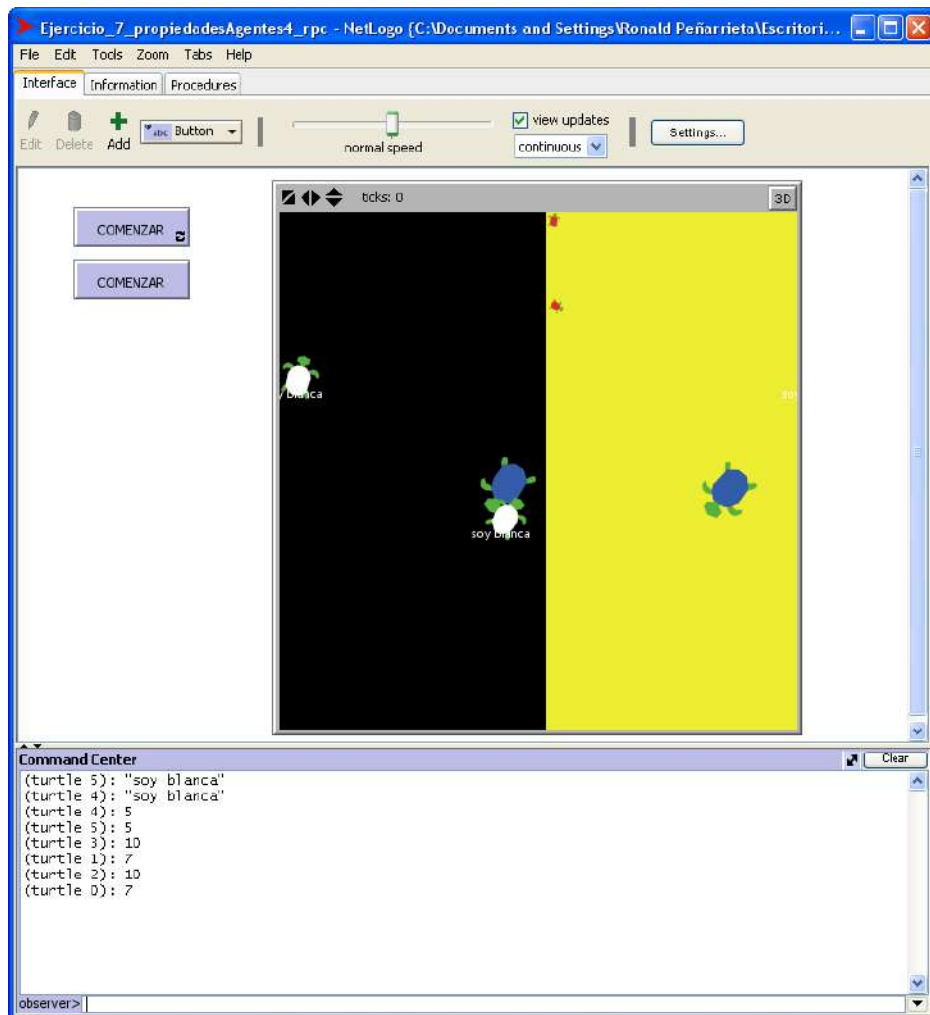 Ejercicio_7_propiedadesAgentes4_rpc - NetLogo {C:\Documents and Settings\Ronald Peñarrieta\Escritori...
File Edit Tools Zoom Tabs Help
Interface Information Procedures
Edit Delete Add abc Button normal speed view updates continuous Settings...
ticks: 0 3D
COMENZAR
COMENZAR
y blanca so
soy blanca
Command Center Clear
(turtle 5): "soy blanca"
(turtle 4): "soy blanca"
(turtle 4): 5
(turtle 5): 5
(turtle 3): 10
(turtle 1): 7
(turtle 2): 10
(turtle 0): 7
observer>